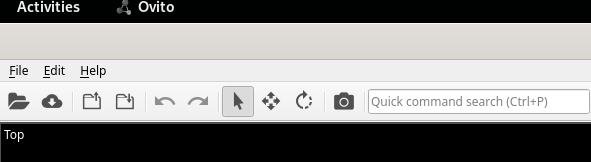 Activities Ovito
File Edit Help
Quick command search (Ctrl+P)
Top